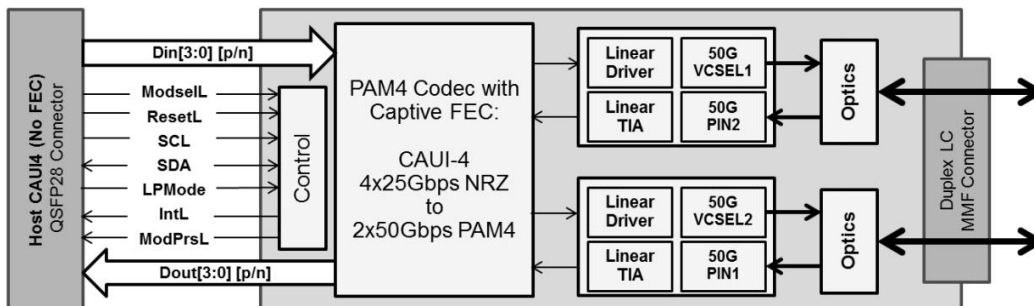 Host CAUI4 (No FEC)
QSFP28 Connector
Din[3:0] [p/n]
ModselL
ResetL
SCL
SDA
LPMode
IntL
ModPrsL
Dout[3:0] [p/n]
Control
PAM4 Codec with
Captive FEC:
CAUI-4
4x25Gbps NRZ
to
2x50Gbps PAM4
Linear
Driver
50G
VCSEL1
Linear
TIA
50G
PIN2
Optics
Linear
Driver
50G
VCSEL2
Linear
TIA
50G
PIN1
Optics
Duplex LC
MMF Connector